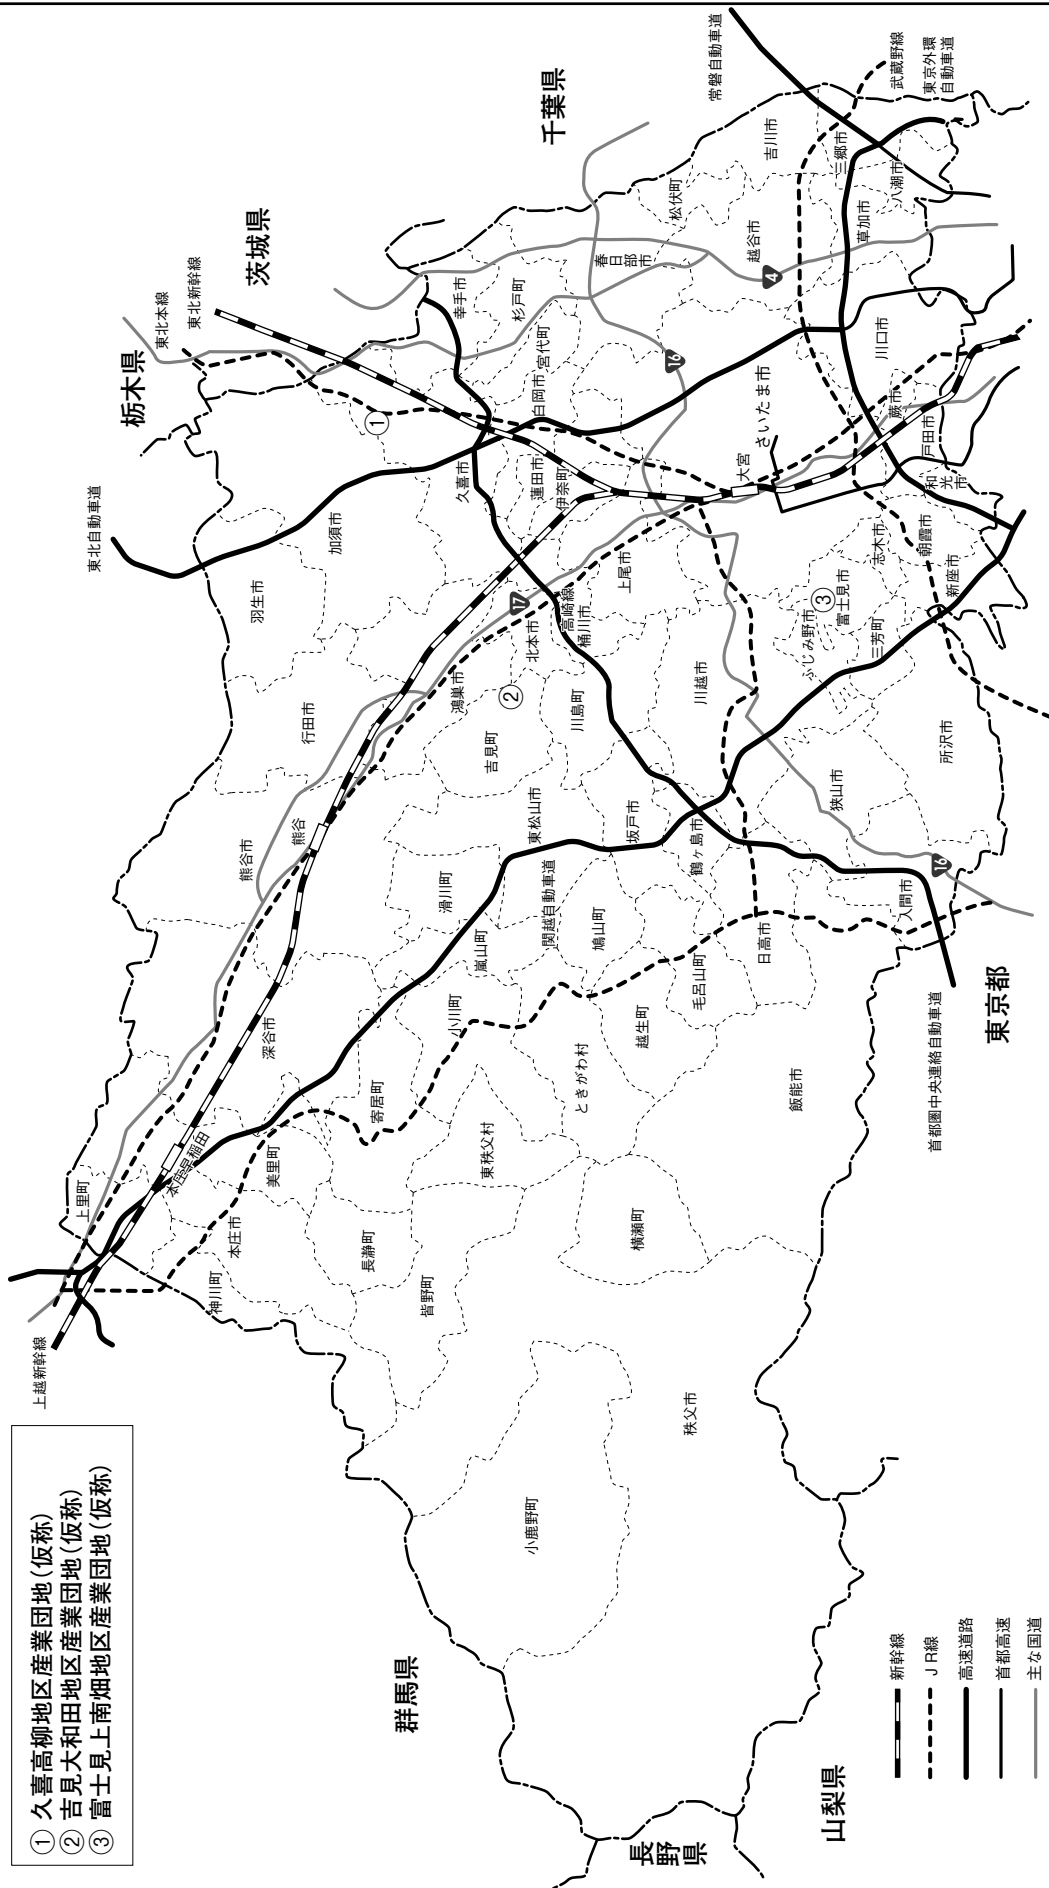 ① 久喜高柳地区産業団地(仮称)
② 吉見大和田地区産業団地(仮称)
③ 富士見上南畑地区産業団地(仮称)
群馬県
栃木県
茨城県
千葉県
東京都
山梨県
長野県
上越新幹線
東北自動車道
東北本線
東北新幹線
常磐自動車道
武蔵野線
東京外環自動車道
高崎線
関越自動車道
首都圏中央連絡自動車道
上里町
本庄早稲田
本庄市
神川町
美里町
深谷市
寄居町
長瀞町
皆野町
小鹿野町
秩父市
横瀬町
東秩父村
ときがわ村
小川町
嵐山町
滑川町
熊谷市
熊谷
行田市
羽生市
加須市
鴻巣市
吉見町
東松山市
鳩山町
越生町
毛呂山町
坂戸市
鶴ヶ島市
日高市
飯能市
入間市
狭山市
所沢市
川越市
川島町
北本市
桶川市
上尾市
伊奈町
蓮田市
久喜市
白岡市
宮代町
杉戸町
幸手市
春日部市
松伏町
越谷市
吉川市
三郷市
八潮市
草加市
川口市
さいたま市
大宮
蕨市
戸田市
和光市
朝霞市
志木市
新座市
富士見市
ふじみ野市
三芳町
①
②
③
4
16
17
16
新幹線
JR線
高速道路
首都高速
主な国道